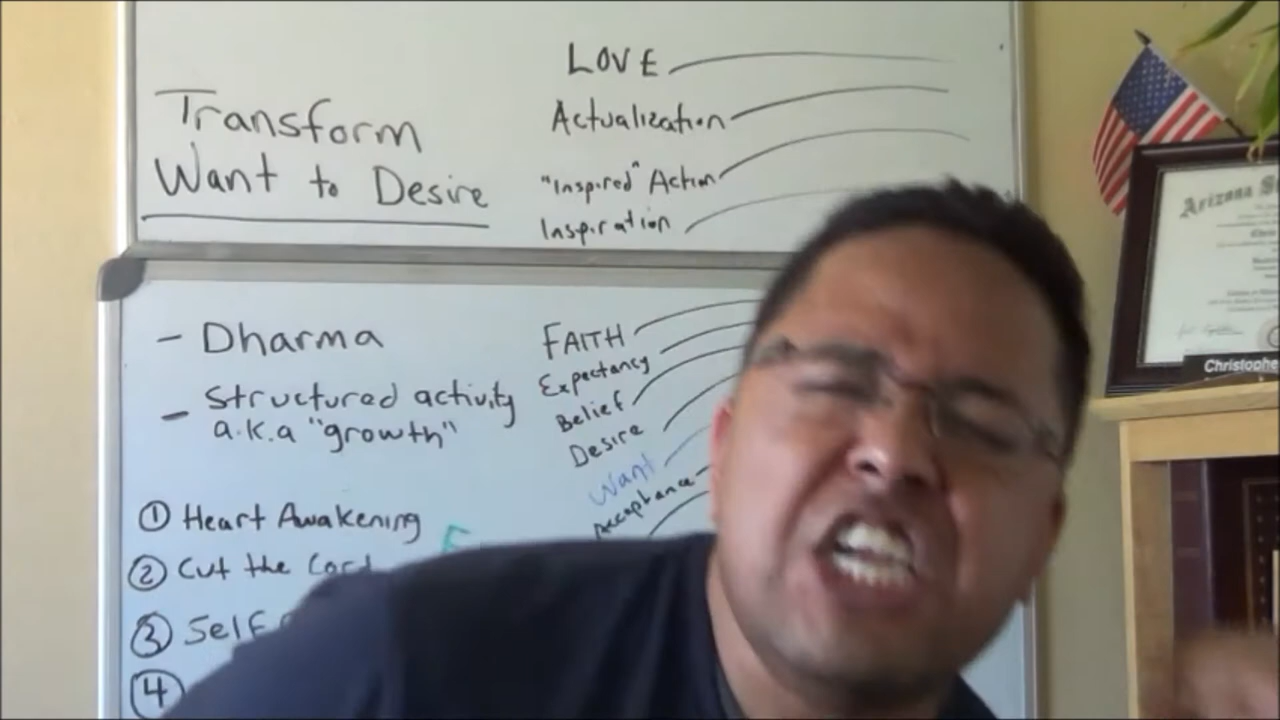 Transform
Want to Desire
LOVE
Actualization
"Inspired" Action
Inspiration
- Dharma
- Structured activity
a.k.a "growth"
① Heart Awakening
② Cut the
③ Self
④
FAITH
Expectancy
Belief
Desire
Want
Acceptance
Arizona
Christophe